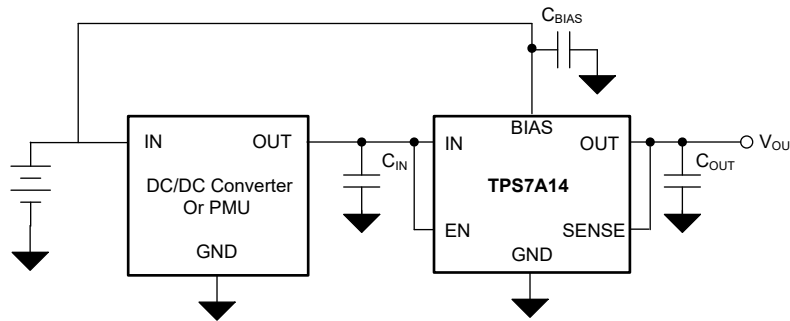 CBIAS
IN
OUT
DC/DC Converter
Or PMU
GND
CIN
IN
BIAS
OUT
TPS7A14
EN
SENSE
GND
COUT
VOU